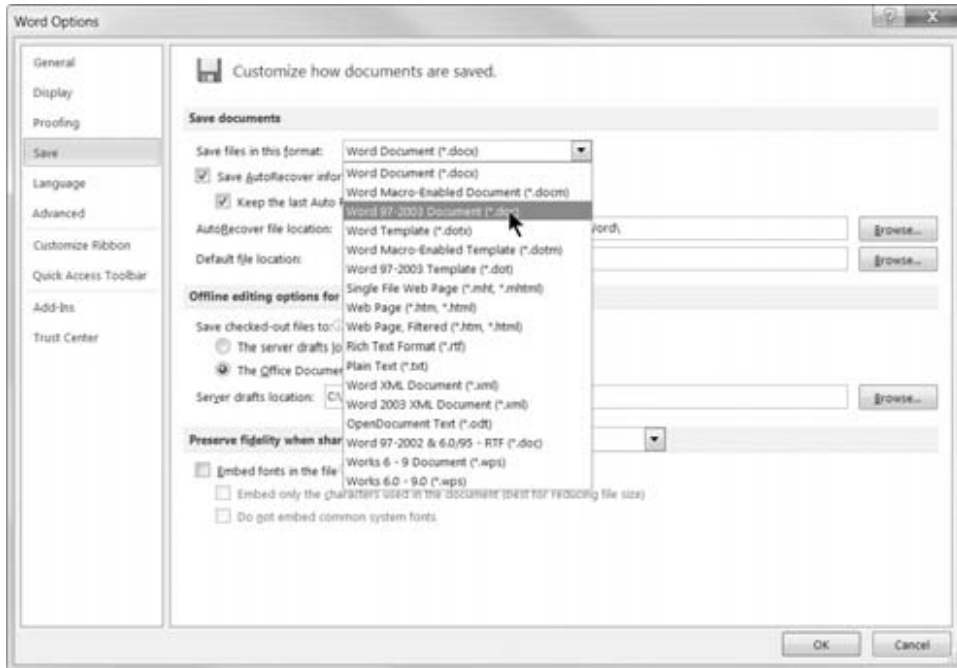 Word Options
General
Display
Proofing
Save
Language
Advanced
Customize Ribbon
Quick Access Toolbar
Add-Ins
Trust Center
Customize how documents are saved.
Save documents
Save files in this format: Word Document (*.docx)
Save AutoRecover infor
Keep the last Auto
AutoRecover file location: Word\ Browse...
Default file location: Browse...
Word Document (*.docx)
Word Macro-Enabled Document (*.docm)
Word 97-2003 Document (*.doc)
Word Template (*.dotx)
Word Macro-Enabled Template (*.dotm)
Word 97-2003 Template (*.dot)
Single File Web Page (*.mht, *.mhtml)
Web Page (*.htm, *.html)
Web Page, Filtered (*.htm, *.html)
Rich Text Format (*.rtf)
Plain Text (*.txt)
Word XML Document (*.xml)
Word 2003 XML Document (*.xml)
OpenDocument Text (*.odt)
Word 97-2002 & 6.0/95 - RTF (*.doc)
Works 6 - 9 Document (*.wps)
Works 6.0 - 9.0 (*.wps)
Offline editing options for
Save checked-out files to:
The server drafts lo
The Office Documen
Server drafts location: C:\ Browse...
Preserve fidelity when shar
Embed fonts in the file
Embed only the characters used in the document (best for reducing file size)
Do not embed common system fonts
OK Cancel